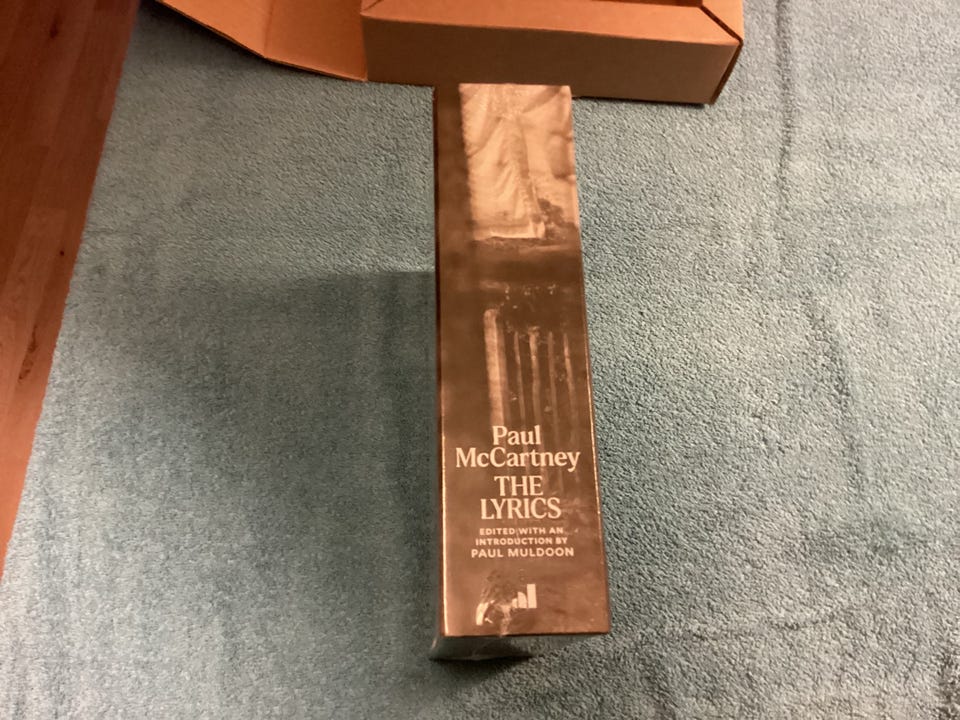 Paul
McCartney
THE
LYRICS
EDITED WITH AN
INTRODUCTION BY
PAUL MULDOON